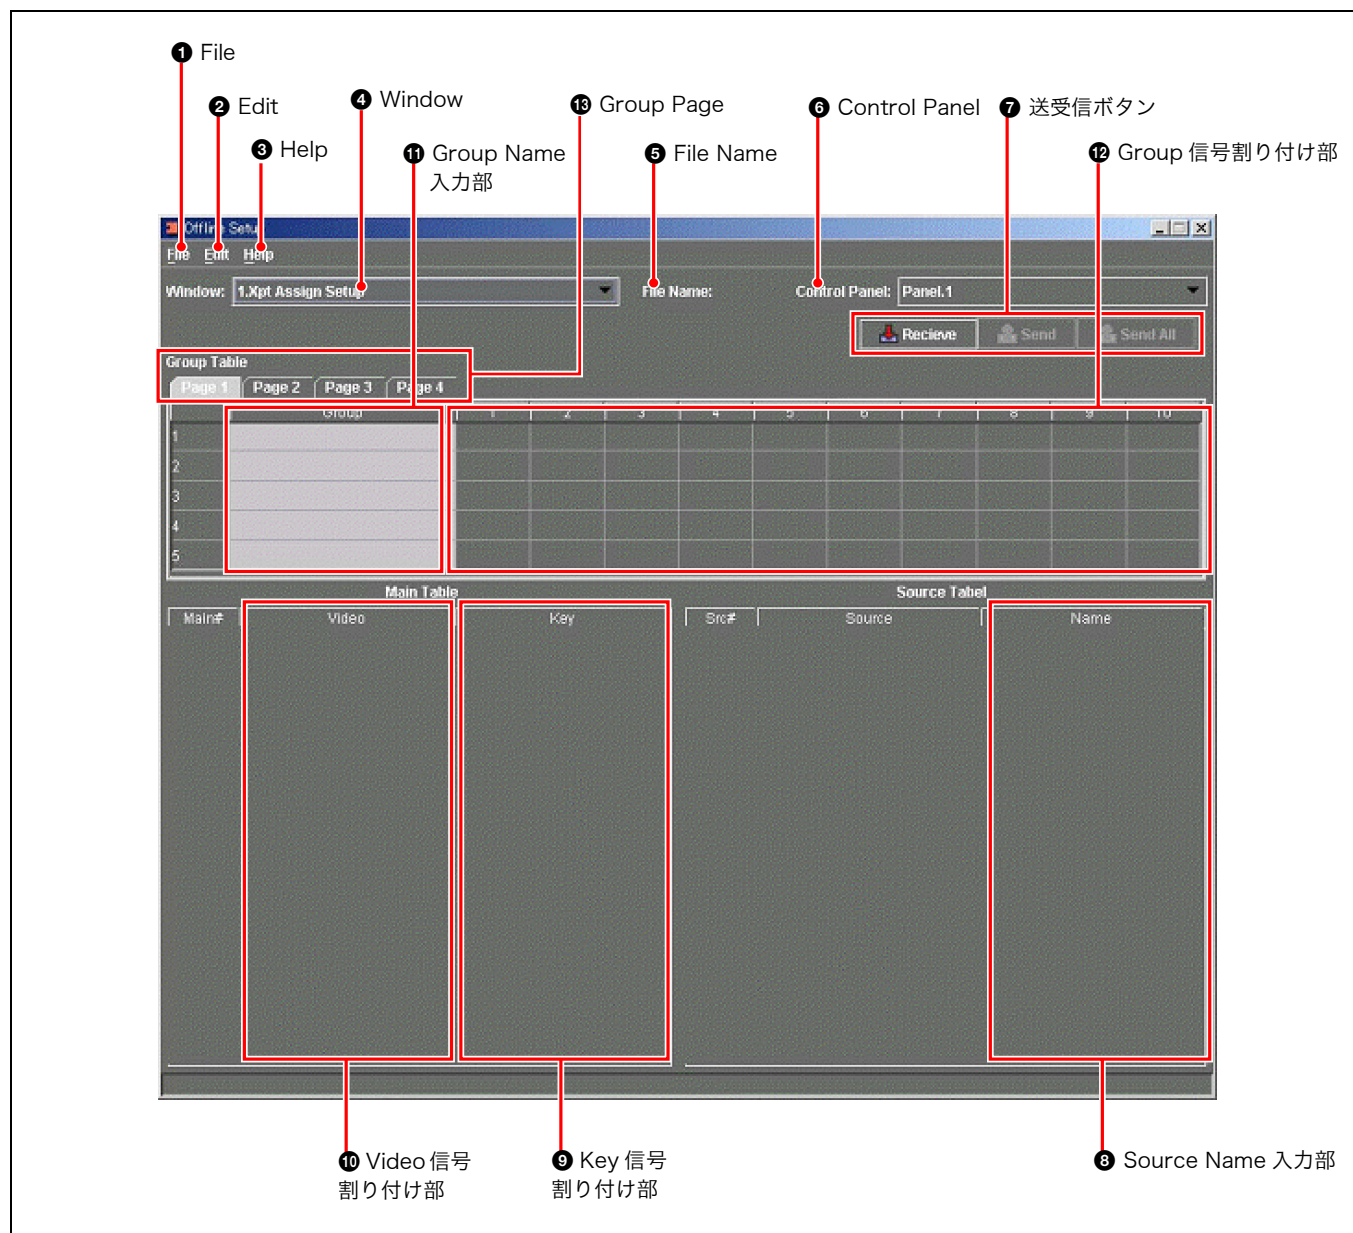 ❶ File
❷ Edit
❹ Window
⓭ Group Page
❻ Control Panel
❼ 送受信ボタン
❸ Help
⓫ Group Name
入力部
❺ File Name
⓬ Group 信号割り付け部
Offline Setup
File Edit Help
Window: 1.Xpt Assign Setup File Name: Control Panel: Panel.1
Recieve Send Send All
Group Table
Page 1 Page 2 Page 3 Page 4
Group 1 2 3 4 5 6 7 8 9 10
1
2
3
4
5
Main Table Source Tabel
Main# Video Key Src# Source Name
❿ Video 信号
割り付け部
❾ Key 信号
割り付け部
❽ Source Name 入力部